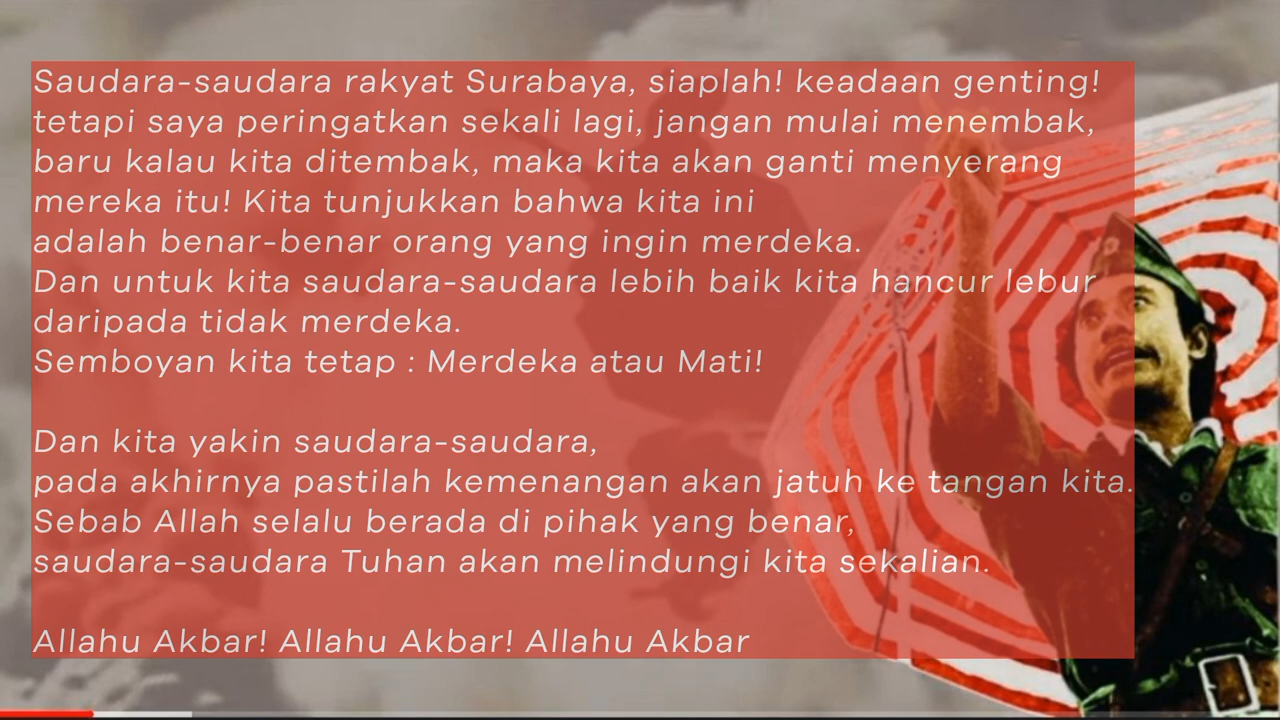 Saudara-saudara rakyat Surabaya, siaplah! keadaan genting!
tetapi saya peringatkan sekali lagi, jangan mulai menembak,
baru kalau kita ditembak, maka kita akan ganti menyerang
mereka itu! Kita tunjukkan bahwa kita ini
adalah benar-benar orang yang ingin merdeka.
Dan untuk kita saudara-saudara lebih baik kita hancur lebur
daripada tidak merdeka.
Semboyan kita tetap : Merdeka atau Mati!
Dan kita yakin saudara-saudara,
pada akhirnya pastilah kemenangan akan jatuh ke tangan kita.
Sebab Allah selalu berada di pihak yang benar,
saudara-saudara Tuhan akan melindungi kita sekalian.
Allahu Akbar! Allahu Akbar! Allahu Akbar